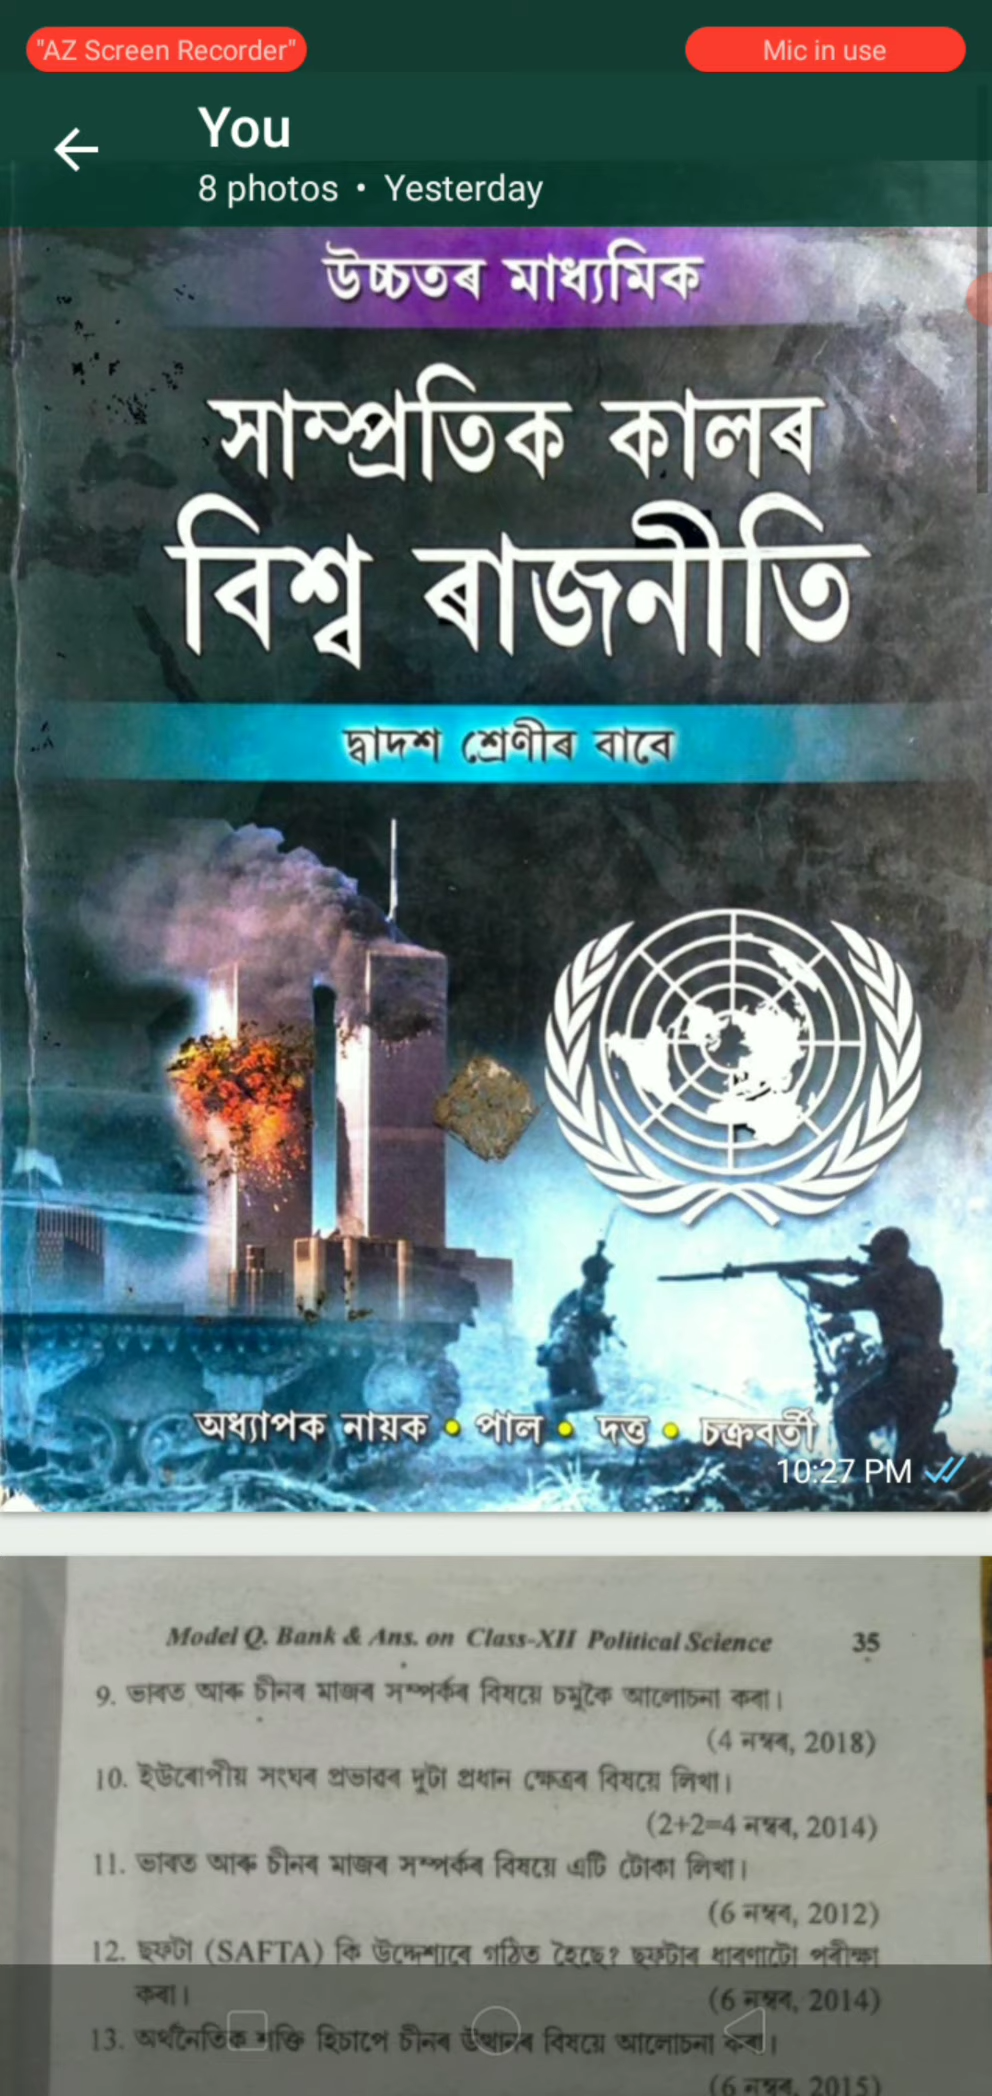 "AZ Screen Recorder"
Mic in use
You
8 photos • Yesterday
উচ্চতৰ মাধ্যমিক
সাম্প্ৰতিক কালৰ
বিশ্ব ৰাজনীতি
দ্বাদশ শ্ৰেণীৰ বাবে
অধ্যাপক নায়ক • পাল • দত্ত • চক্ৰবৰ্তী
10:27 PM
Model Q. Bank & Ans. on Class-XII Political Science 35
9. ভাৰত আৰু চীনৰ মাজৰ সম্পৰ্কৰ বিষয়ে চমুকৈ আলোচনা কৰা।
(4 নম্বৰ, 2018)
10. ইউৰোপীয় সংঘৰ প্ৰভাৱৰ দুটা প্ৰধান ক্ষেত্ৰৰ বিষয়ে লিখা।
(2+2=4 নম্বৰ, 2014)
11. ভাৰত আৰু চীনৰ মাজৰ সম্পৰ্কৰ বিষয়ে এটি টোকা লিখা।
(6 নম্বৰ, 2012)
12. ছফটা (SAFTA) কি উদ্দেশ্যৰে গঠিত হৈছে? ছফটাৰ ধাৰণাটো পৰীক্ষা
কৰা। (6 নম্বৰ, 2014)
13. অৰ্থনৈতিক শক্তি হিচাপে চীনৰ উত্থানৰ বিষয়ে আলোচনা কৰা।
(6 নম্বৰ, 2015)